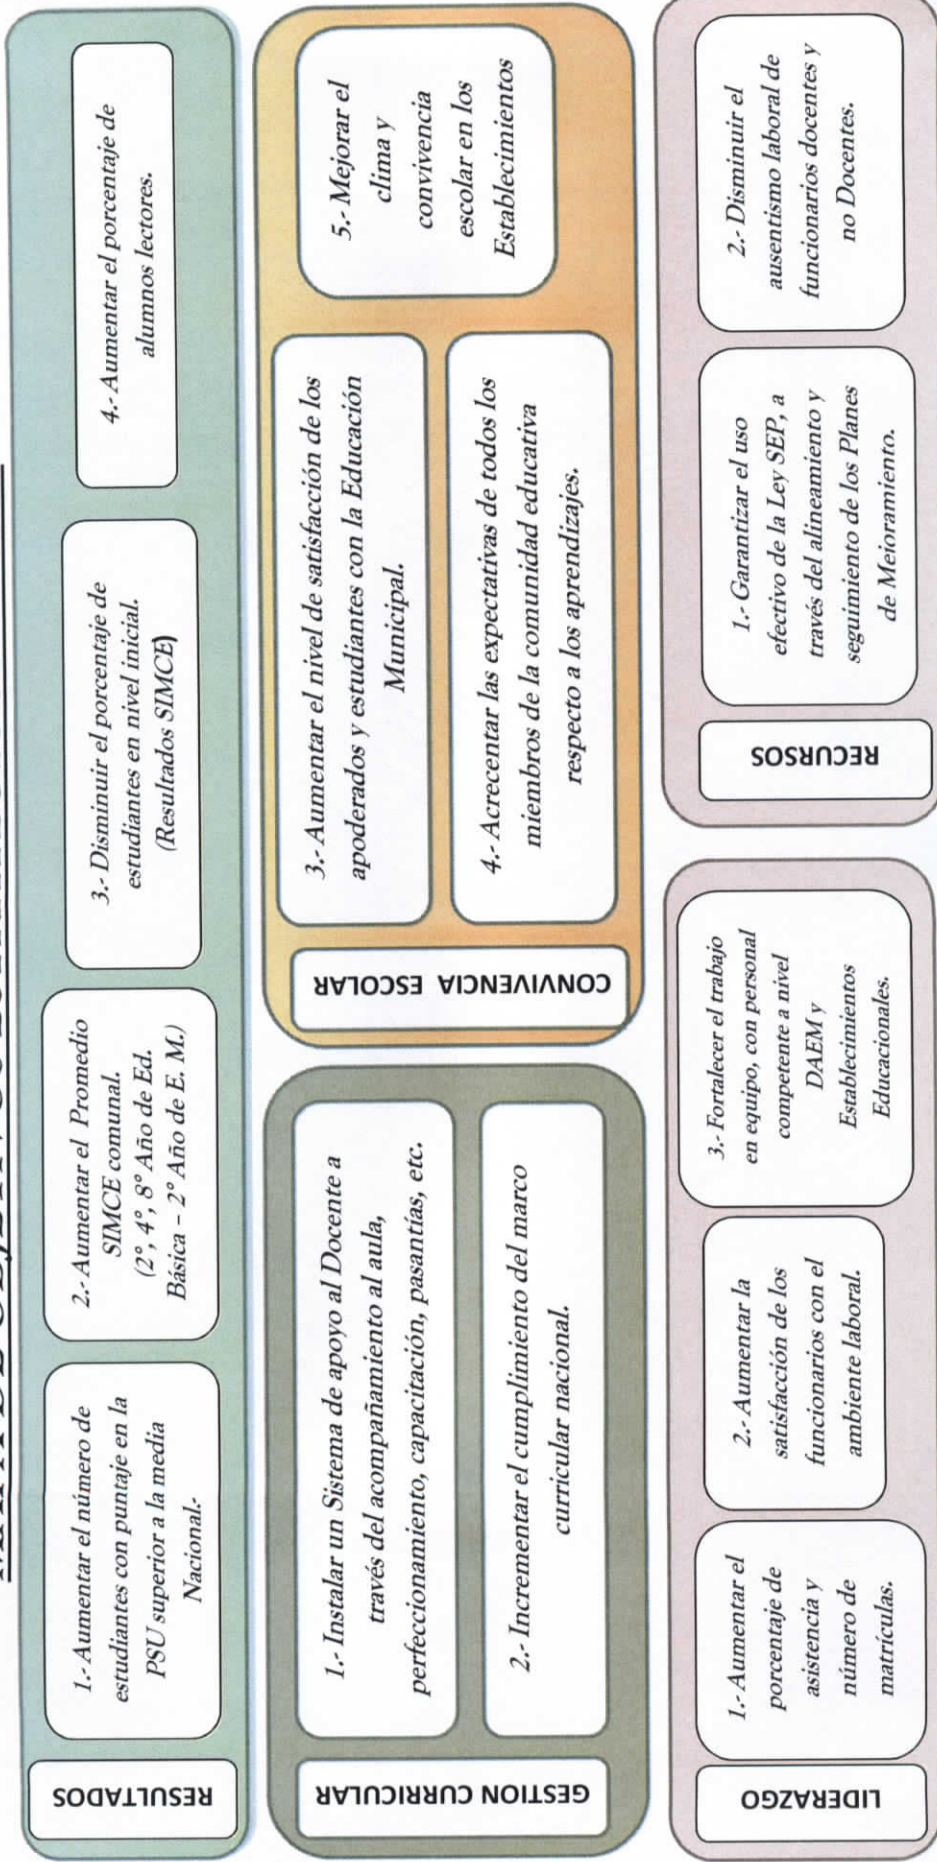 RESULTADOS
1.- Aumentar el número de
estudiantes con puntaje en la
PSU superior a la media
Nacional.-
2.- Aumentar el Promedio
SIMCE comunal.
(2°, 4°, 8° Año de Ed.
Básica – 2° Año de E. M.)
3.- Disminuir el porcentaje de
estudiantes en nivel inicial.
(Resultados SIMCE)
4.- Aumentar el porcentaje de
alumnos lectores.
GESTION CURRICULAR
1.- Instalar un Sistema de apoyo al Docente a
través del acompañamiento al aula,
perfeccionamiento, capacitación, pasantías, etc.
2.- Incrementar el cumplimiento del marco
curricular nacional.
CONVIVENCIA ESCOLAR
3.- Aumentar el nivel de satisfacción de los
apoderados y estudiantes con la Educación
Municipal.
4.- Acrecentar las expectativas de todos los
miembros de la comunidad educativa
respecto a los aprendizajes.
5.- Mejorar el
clima y
convivencia
escolar en los
Establecimientos
LIDERAZGO
1.- Aumentar el
porcentaje de
asistencia y
número de
matrículas.
2.- Aumentar la
satisfacción de los
funcionarios con el
ambiente laboral.
3.- Fortalecer el trabajo
en equipo, con personal
competente a nivel
DAEM y
Establecimientos
Educacionales.
RECURSOS
1.- Garantizar el uso
efectivo de la Ley SEP, a
través del alineamiento y
seguimiento de los Planes
de Mejoramiento.
2.- Disminuir el
ausentismo laboral de
funcionarios docentes y
no Docentes.